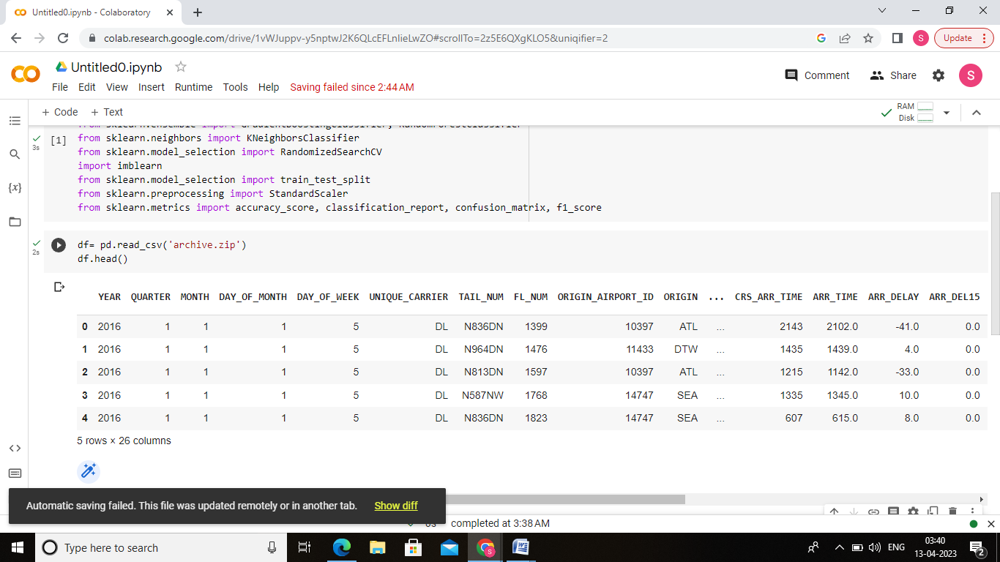 Untitled0.ipynb - Colaboratory
colab.research.google.com/drive/1vWJuppv-y5nptwJ2K6QLcEFLnlieLwZO#scrollTo=2z5E6QXgKLO5&uniqifier=2
S
Update
Untitled0.ipynb
File Edit View Insert Runtime Tools Help Saving failed since 2:44 AM
Comment Share S
+ Code + Text
RAM
Disk
from sklearn.ensemble import GradientBoostingClassifier, RandomForestClassifier
[1] from sklearn.neighbors import KNeighborsClassifier
3s
from sklearn.model_selection import RandomizedSearchCV
import imblearn
from sklearn.model_selection import train_test_split
{x} from sklearn.preprocessing import StandardScaler
from sklearn.metrics import accuracy_score, classification_report, confusion_matrix, f1_score
df= pd.read_csv('archive.zip')
2s
df.head()
YEAR QUARTER MONTH DAY_OF_MONTH DAY_OF_WEEK UNIQUE_CARRIER TAIL_NUM FL_NUM ORIGIN_AIRPORT_ID ORIGIN ... CRS_ARR_TIME ARR_TIME ARR_DELAY ARR_DEL15
0 2016 1 1 1 5 DL N836DN 1399 10397 ATL ... 2143 2102.0 -41.0 0.0
1 2016 1 1 1 5 DL N964DN 1476 11433 DTW ... 1435 1439.0 4.0 0.0
2 2016 1 1 1 5 DL N813DN 1597 10397 ATL ... 1215 1142.0 -33.0 0.0
3 2016 1 1 1 5 DL N587NW 1768 14747 SEA ... 1335 1345.0 10.0 0.0
4 2016 1 1 1 5 DL N836DN 1823 14747 SEA ... 607 615.0 8.0 0.0
5 rows × 26 columns
Automatic saving failed. This file was updated remotely or in another tab. Show diff
0s completed at 3:38 AM
Type here to search
ENG
03:40
13-04-2023
2